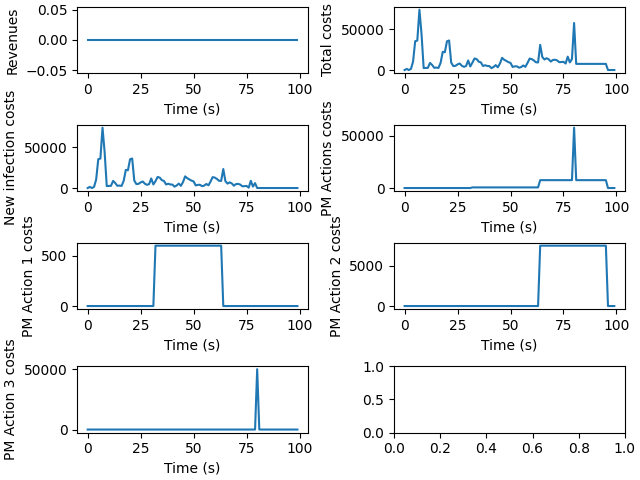 Revenues
0.05
0.00
−0.05
0 25 50 75 100
Time (s)
Total costs
50000
0
0 25 50 75 100
Time (s)
New infection costs
50000
0
0 25 50 75 100
Time (s)
PM Actions costs
50000
0
0 25 50 75 100
Time (s)
PM Action 1 costs
500
0
0 25 50 75 100
Time (s)
PM Action 2 costs
5000
0
0 25 50 75 100
Time (s)
PM Action 3 costs
50000
0
0 25 50 75 100
Time (s)
1.0
0.5
0.0
0.0 0.2 0.4 0.6 0.8 1.0